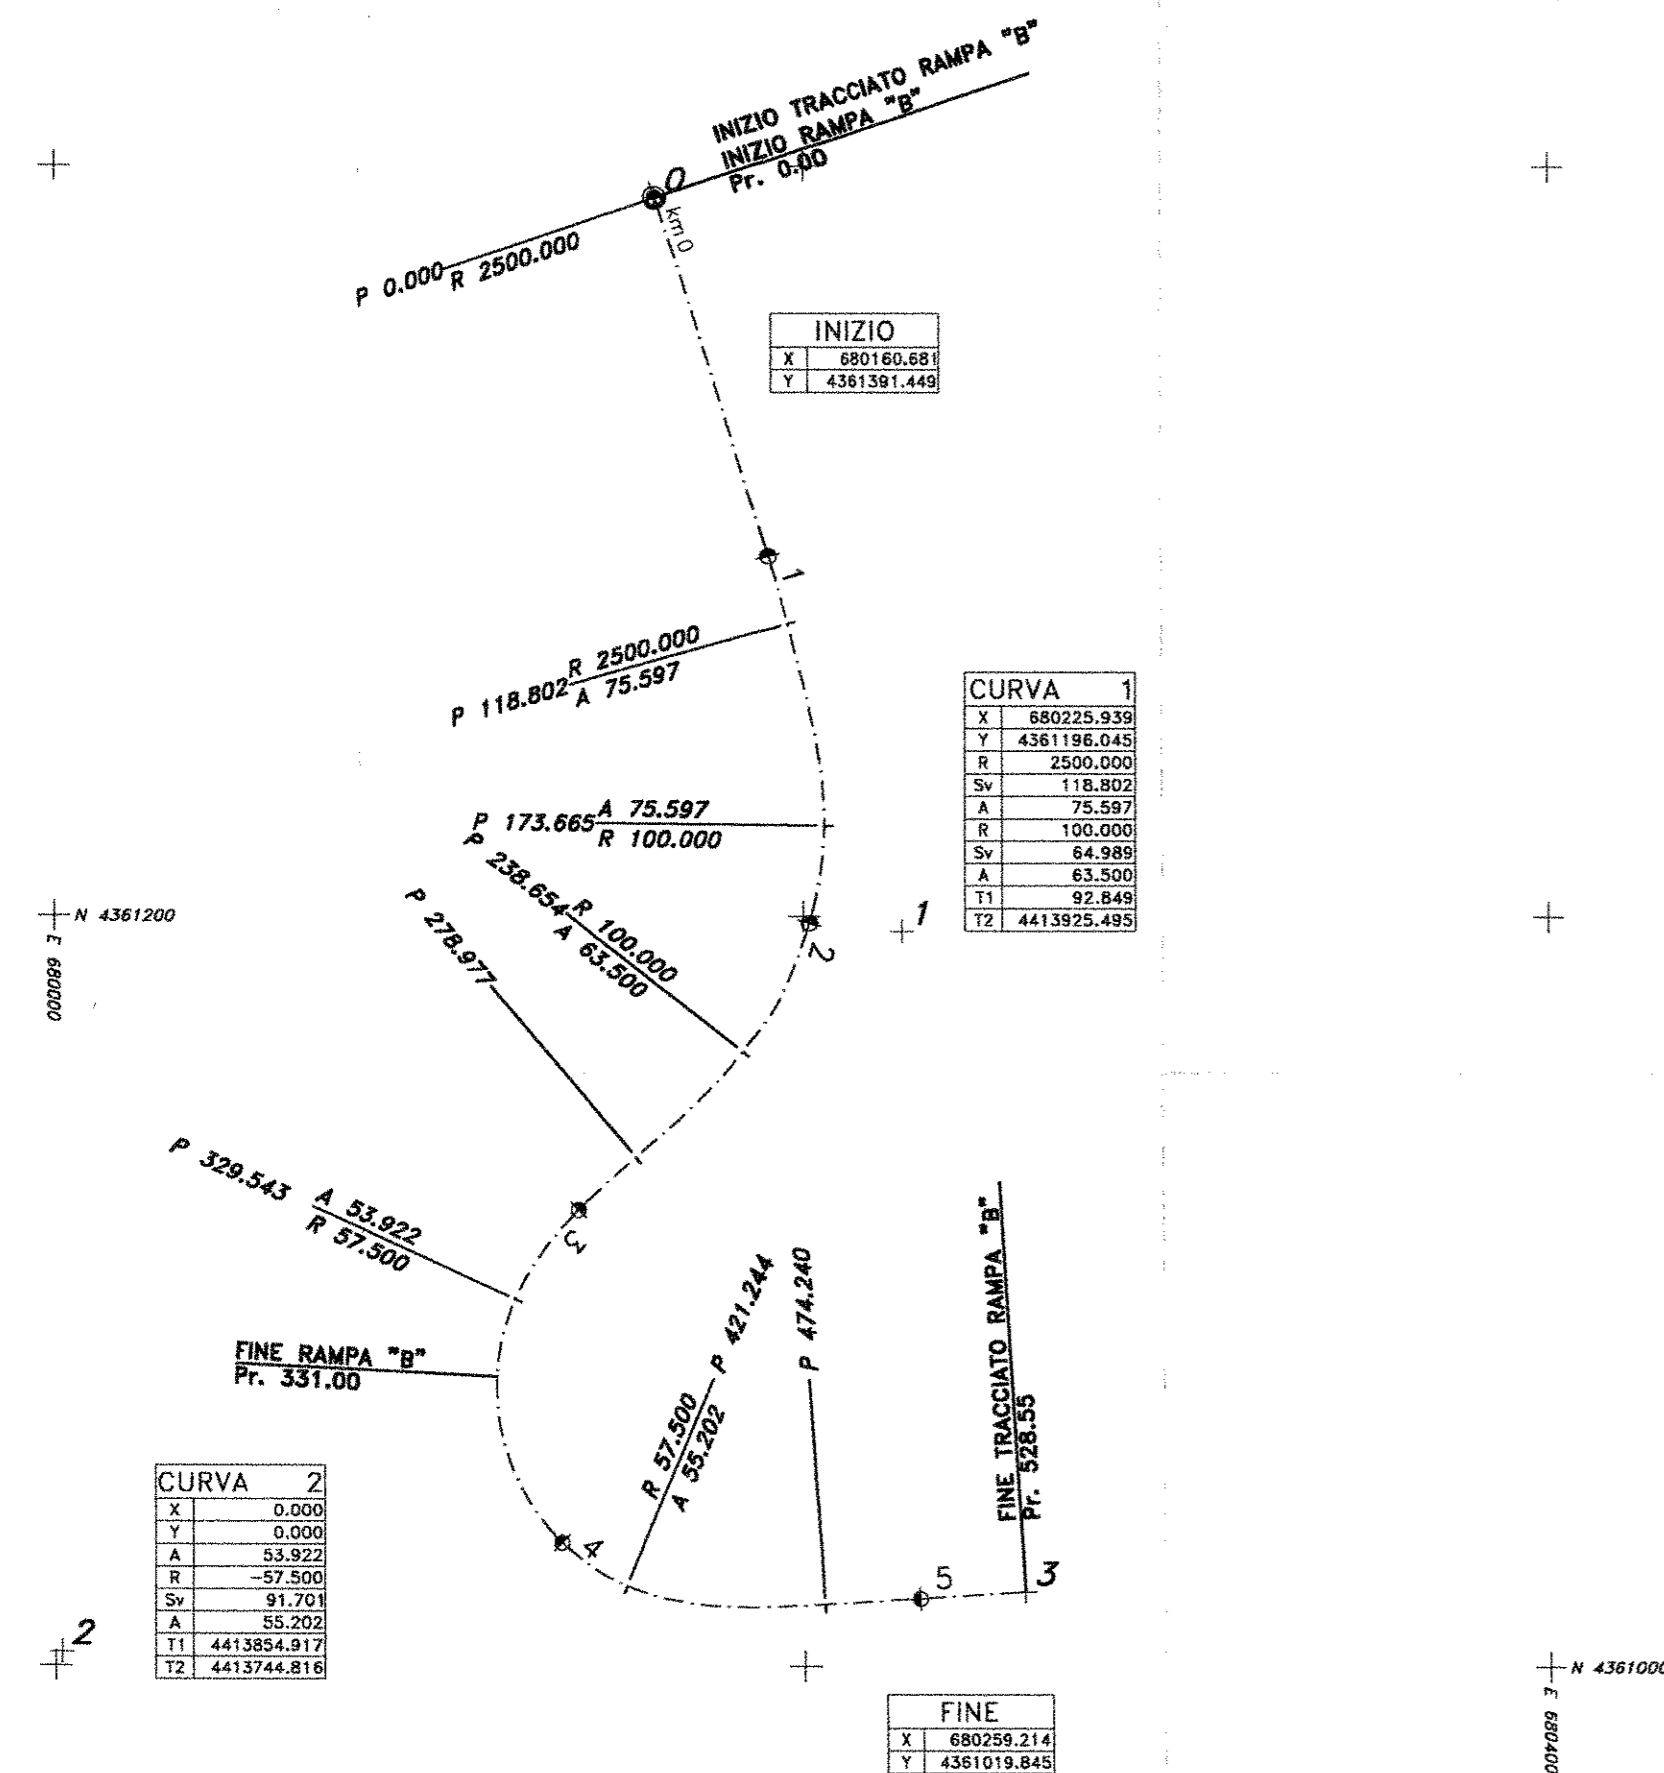 INIZIO TRACCIATO RAMPA "B"
INIZIO RAMPA "B"
Pr. 0.00
0
km 0
P 0.000
R 2500.000
INIZIO
X 680160.681
Y 4361391.449
1
R 2500.000
P 118.802
A 75.597
CURVA 1
X 680225.939
Y 4361196.045
R 2500.000
Sv 118.802
A 75.597
R 100.000
Sv 64.989
A 63.500
T1 92.849
T2 4413925.495
A 75.597
P 173.665
R 100.000
P 238.654
R 100.000
A 63.500
P 278.977
N 4361200
E 680000
1
2
P 329.543
A 53.922
R 57.500
3
FINE RAMPA "B"
Pr. 331.00
P 421.244
R 57.500
A 55.202
P 474.240
FINE TRACCIATO RAMPA "B"
Pr. 528.55
CURVA 2
X 0.000
Y 0.000
A 53.922
R -57.500
Sv 91.701
A 55.202
T1 4413854.917
T2 4413744.816
4
5
3
2
N 4361000
E 680400
FINE
X 680259.214
Y 4361019.845